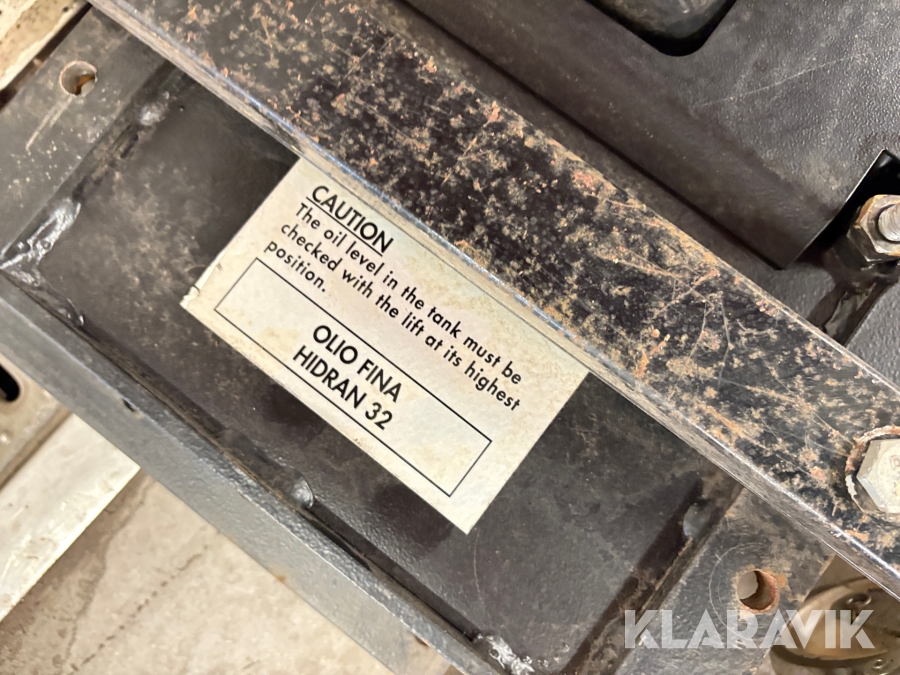 CAUTION
The oil level in the tank must be
checked with the lift at its highest
position.
OLIO FINA
HIDRAN 32
KLARAVIK